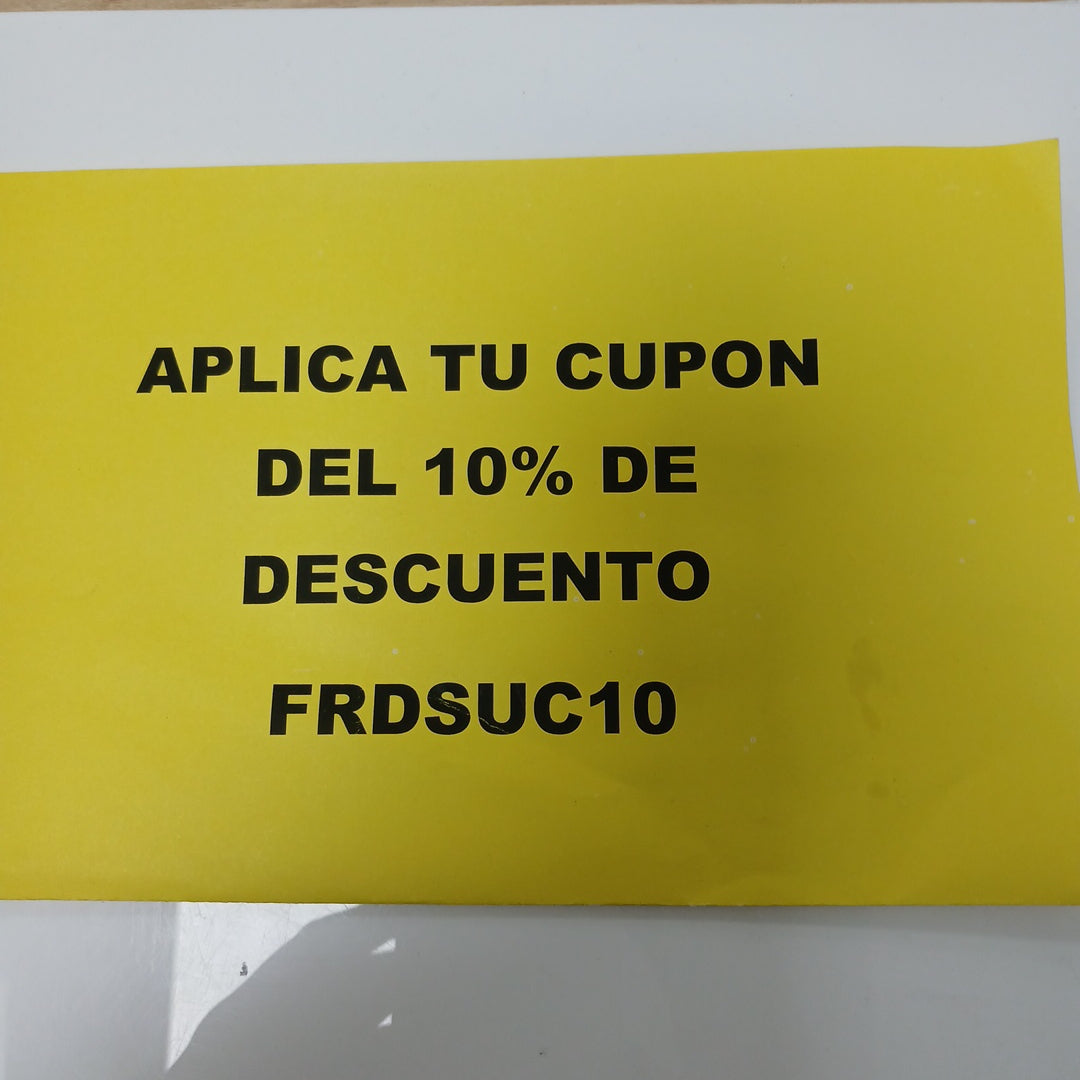 APLICA TU CUPON
DEL 10% DE
DESCUENTO
FRDSUC10